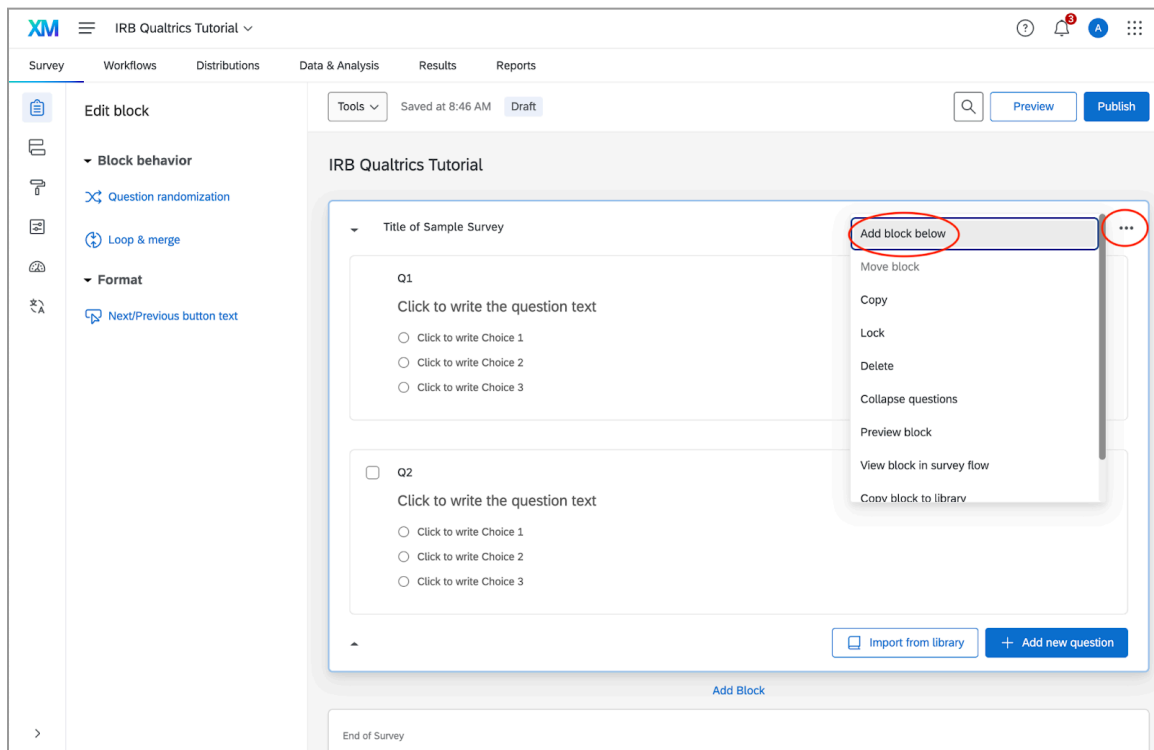 XM IRB Qualtrics Tutorial 3 A
Survey Workflows Distributions Data & Analysis Results Reports
Edit block
Block behavior
Question randomization
Loop & merge
Format
Next/Previous button text
Tools Saved at 8:46 AM Draft Preview Publish
IRB Qualtrics Tutorial
Title of Sample Survey
Add block below
Move block
Copy
Lock
Delete
Collapse questions
Preview block
View block in survey flow
Copy block to library
Q1
Click to write the question text
Click to write Choice 1
Click to write Choice 2
Click to write Choice 3
Q2
Click to write the question text
Click to write Choice 1
Click to write Choice 2
Click to write Choice 3
Import from library + Add new question
Add Block
End of Survey